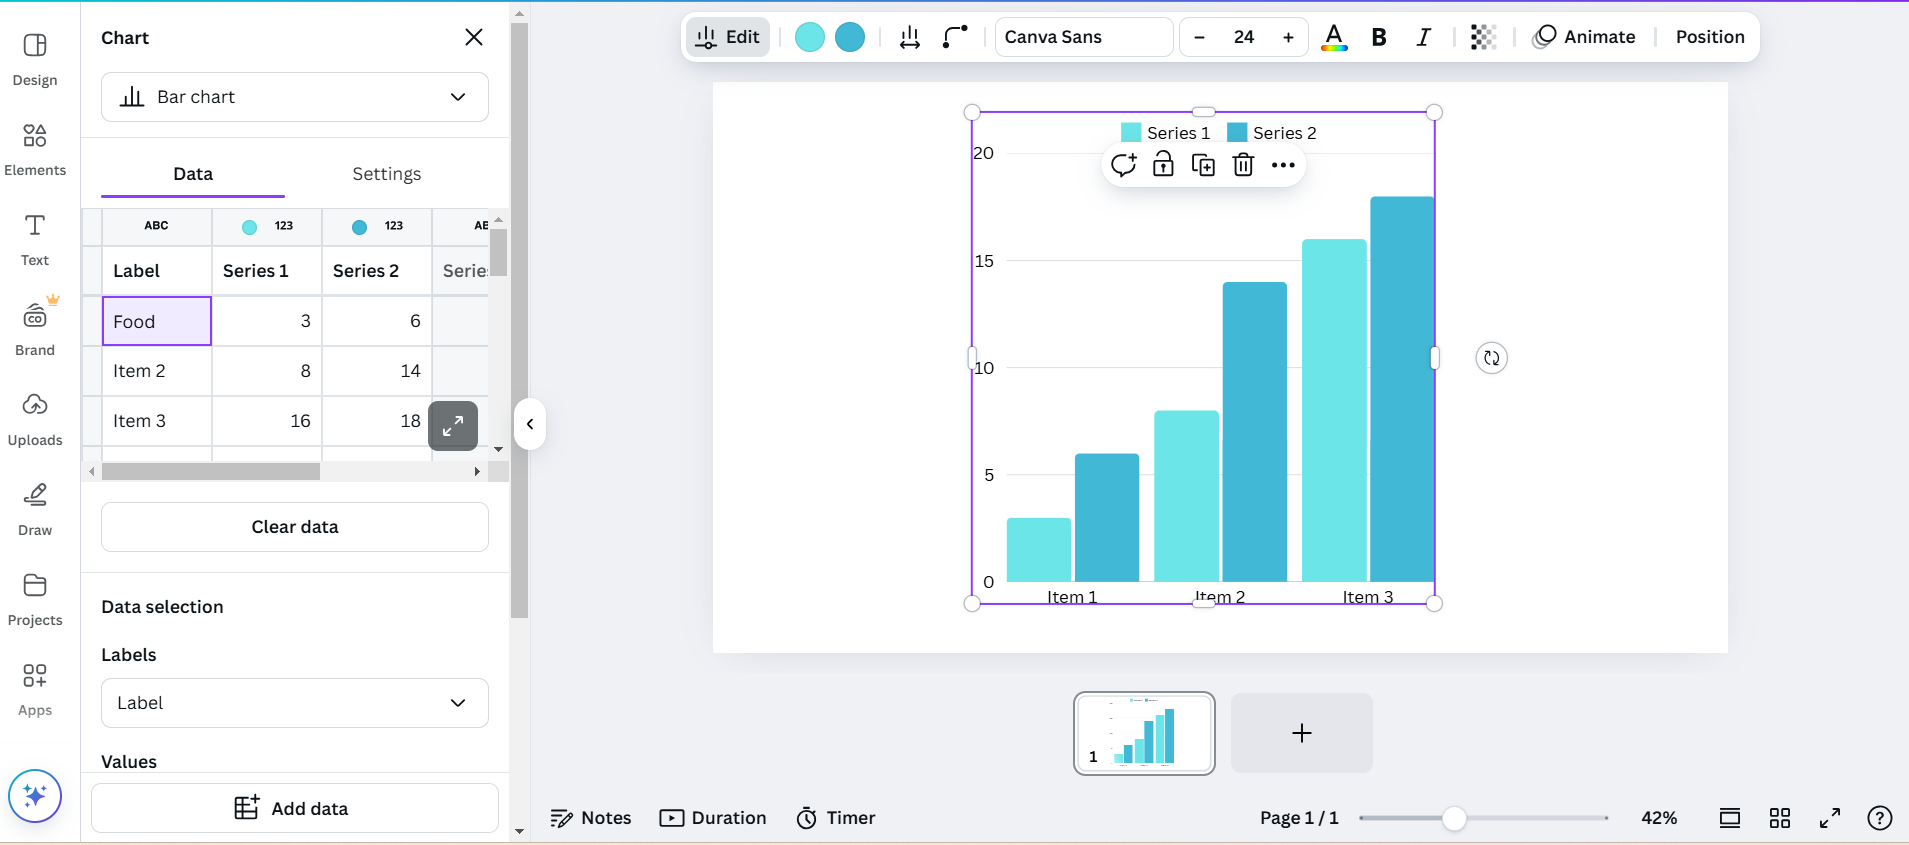 Design
Elements
Text
CO
Brand
Uploads
Draw
Projects
Apps
Chart
Bar chart
Data Settings
ABC 123 123 AB
Label Series 1 Series 2 Series
Food 3 6
Item 2 8 14
Item 3 16 18
Clear data
Data selection
Labels
Label
Values
Add data
Edit Canva Sans – 24 + A B I Animate Position
Series 1 Series 2
20
15
10
5
0
Item 1 Item 2 Item 3
1
Notes Duration Timer Page 1 / 1 42% ?